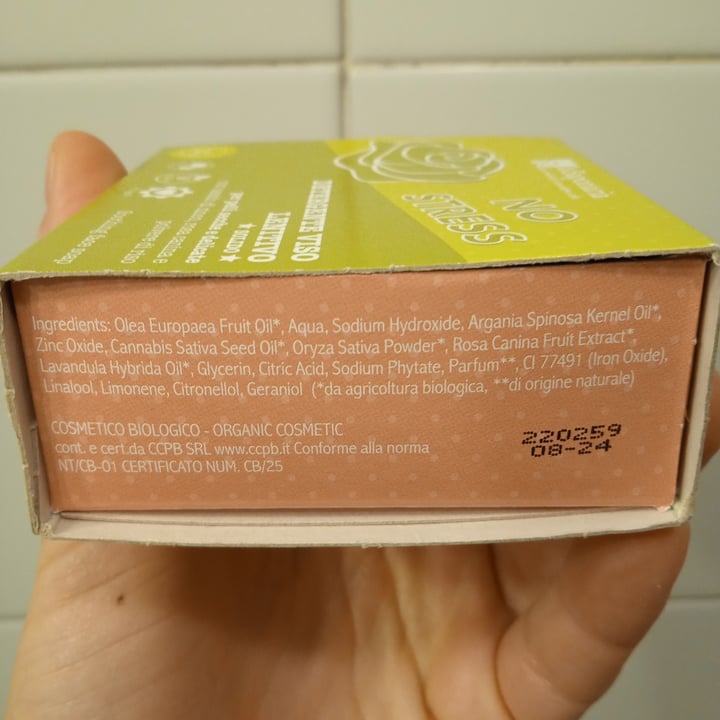 NO
STRESS
DETERGENTE VISO
LENITIVO
Ingredients: Olea Europaea Fruit Oil*, Aqua, Sodium Hydroxide, Argania Spinosa Kernel Oil*,
Zinc Oxide, Cannabis Sativa Seed Oil*, Oryza Sativa Powder*, Rosa Canina Fruit Extract*,
Lavandula Hybrida Oil*, Glycerin, Citric Acid, Sodium Phytate, Parfum**, CI 77491 (Iron Oxide),
Linalool, Limonene, Citronellol, Geraniol (*da agricoltura biologica, **di origine naturale)
COSMETICO BIOLOGICO - ORGANIC COSMETIC
cont. e cert.da CCPB SRL www.ccpb.it Conforme alla norma
NT/CB-01 CERTIFICATO NUM. CB/25
220259
08-24